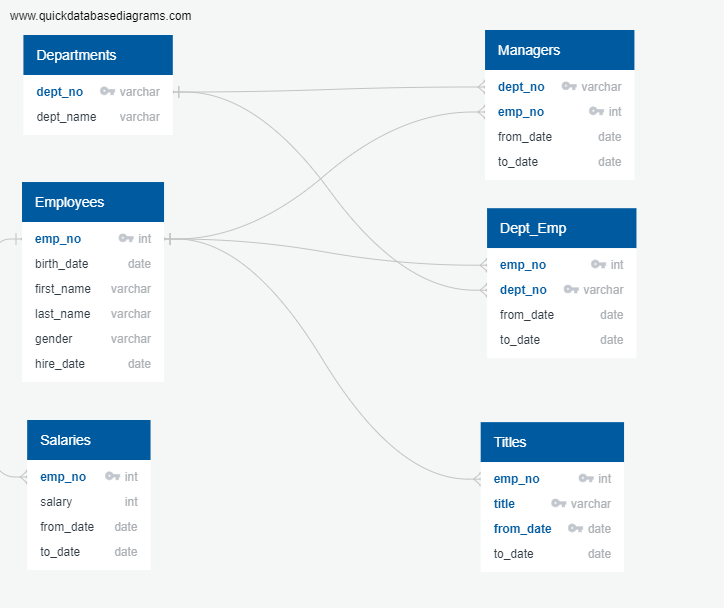 www.quickdatabasediagrams.com
Departments
dept_no varchar
dept_name varchar
Employees
emp_no int
birth_date date
first_name varchar
last_name varchar
gender varchar
hire_date date
Salaries
emp_no int
salary int
from_date date
to_date date
Managers
dept_no varchar
emp_no int
from_date date
to_date date
Dept_Emp
emp_no int
dept_no varchar
from_date date
to_date date
Titles
emp_no int
title varchar
from_date date
to_date date